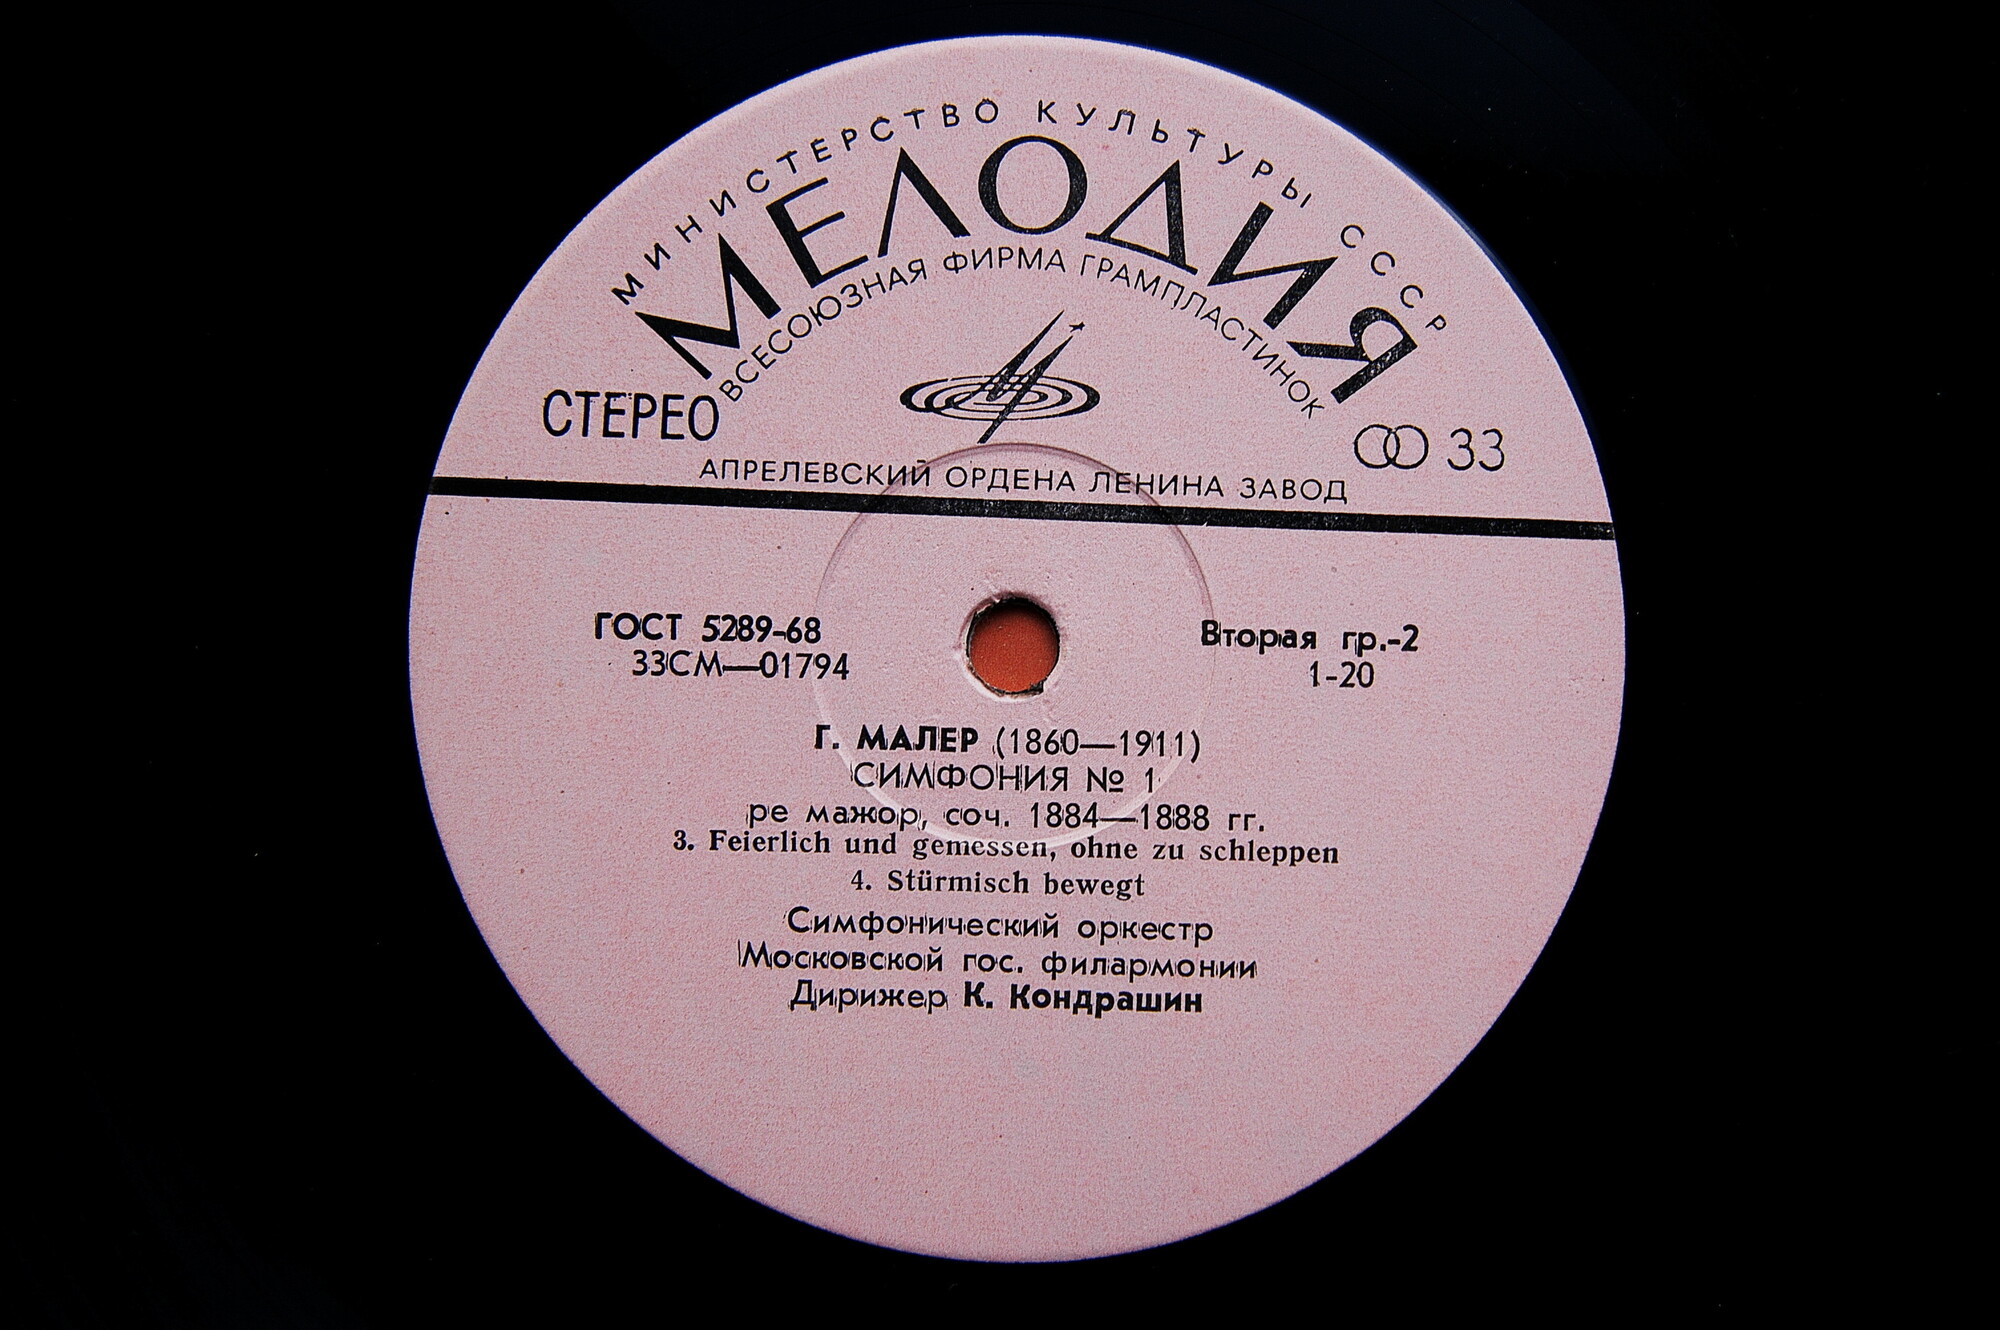 МИНИСТЕРСТВО КУЛЬТУРЫ СССР
МЕЛОДИЯ
ВСЕСОЮЗНАЯ ФИРМА ГРАМПЛАСТИНОК
СТЕРЕО
33
АПРЕЛЕВСКИЙ ОРДЕНА ЛЕНИНА ЗАВОД
ГОСТ 5289-68
33СМ—01794
Вторая гр.-2
1-20
Г. МАЛЕР (1860—1911)
СИМФОНИЯ № 1
ре мажор, соч. 1884—1888 гг.
3. Feierlich und gemessen, ohne zu schleppen
4. Stürmisch bewegt
Симфонический оркестр
Московской гос. филармонии
Дирижер К. Кондрашин